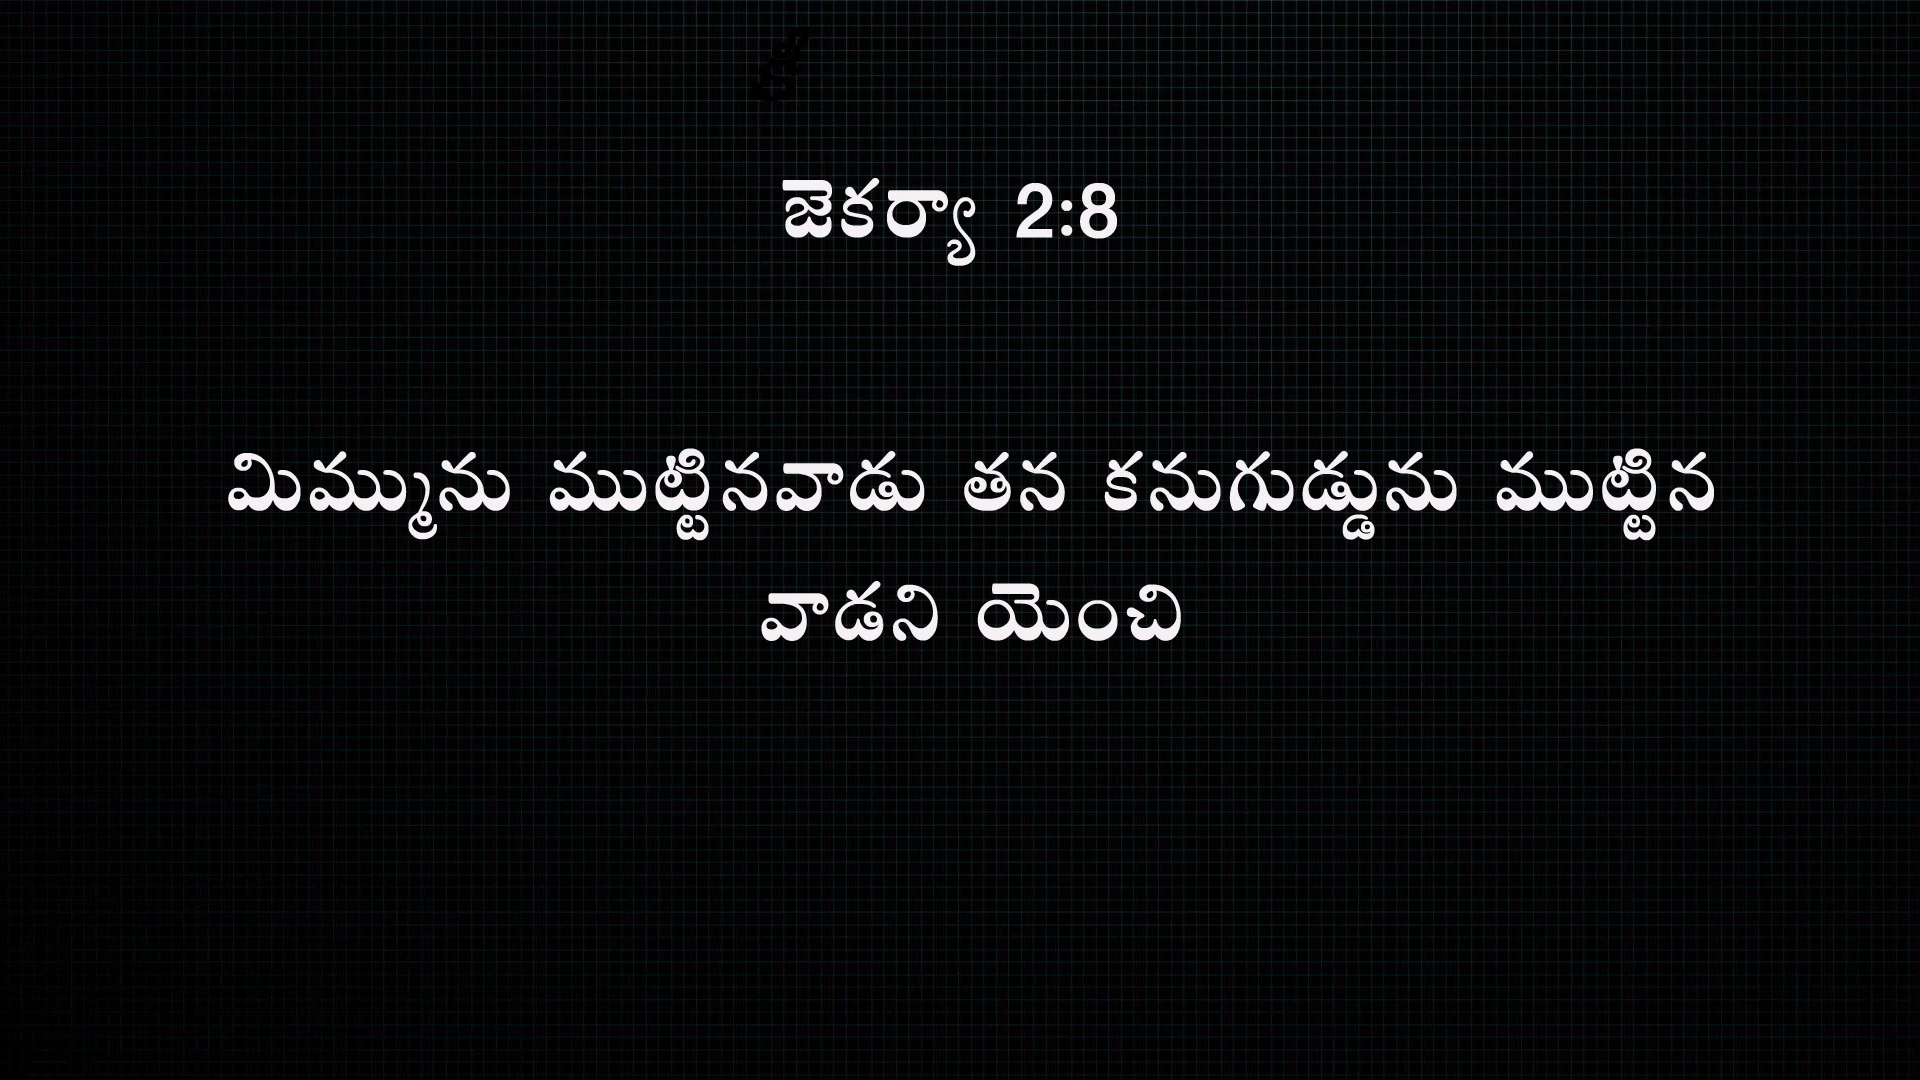 జెకర్యా 2:8
మిమ్మును ముట్టినవాడు తన కనుగుడ్డును ముట్టిన
వాడని యెంచి